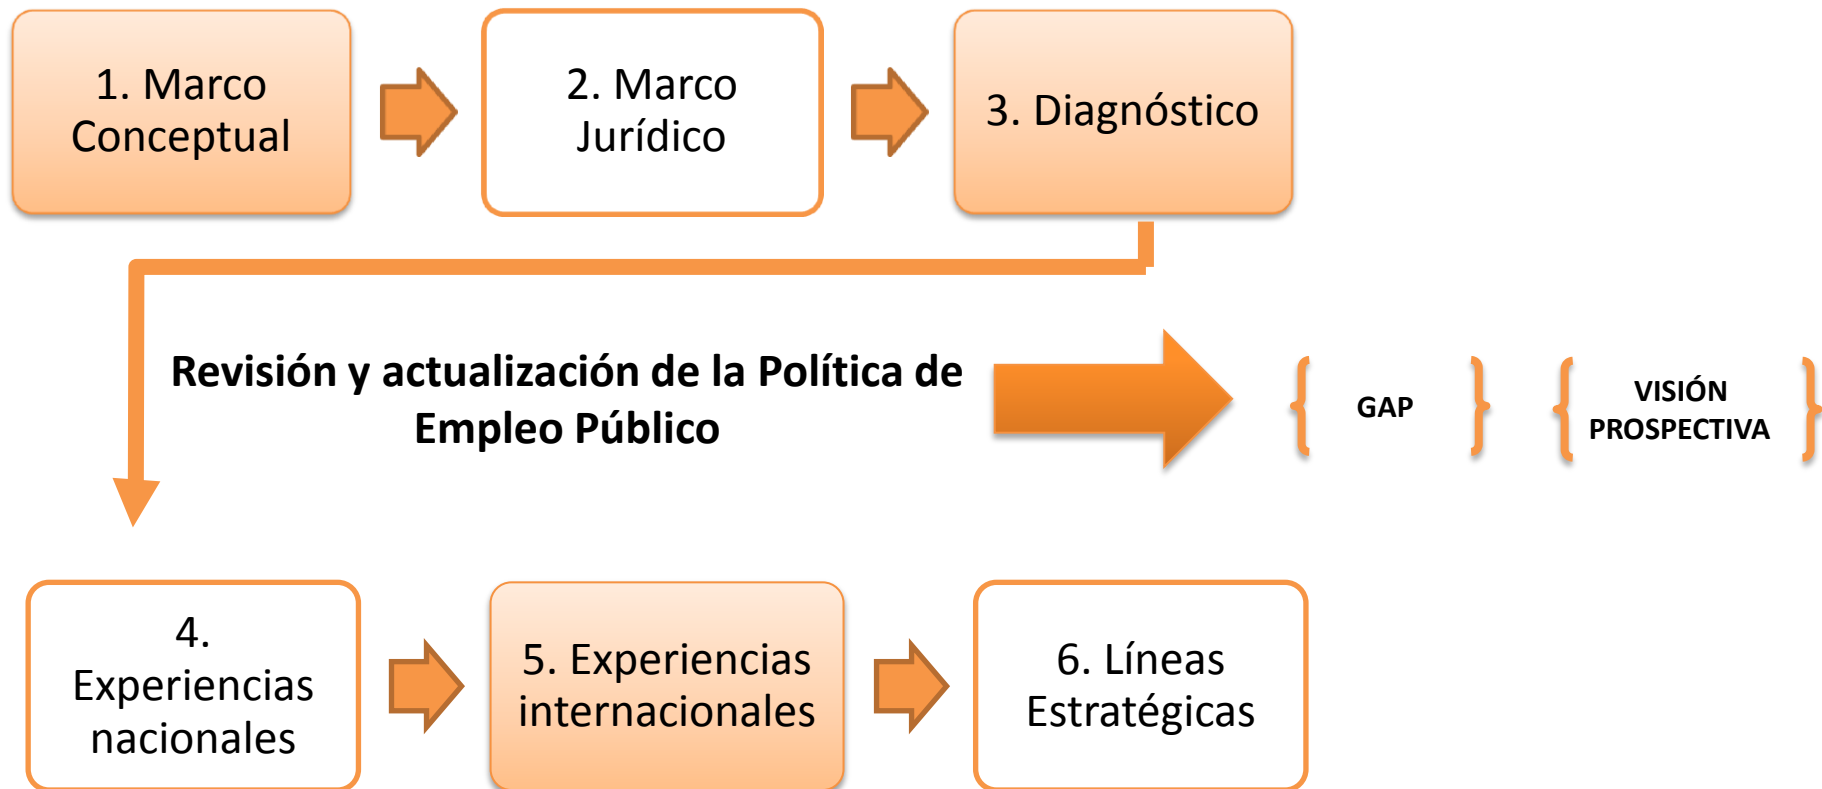 1. Marco
Conceptual
2. Marco
Jurídico
3. Diagnóstico
Revisión y actualización de la Política de
Empleo Público
GAP
VISIÓN
PROSPECTIVA
4.
Experiencias
nacionales
5. Experiencias
internacionales
6. Líneas
Estratégicas